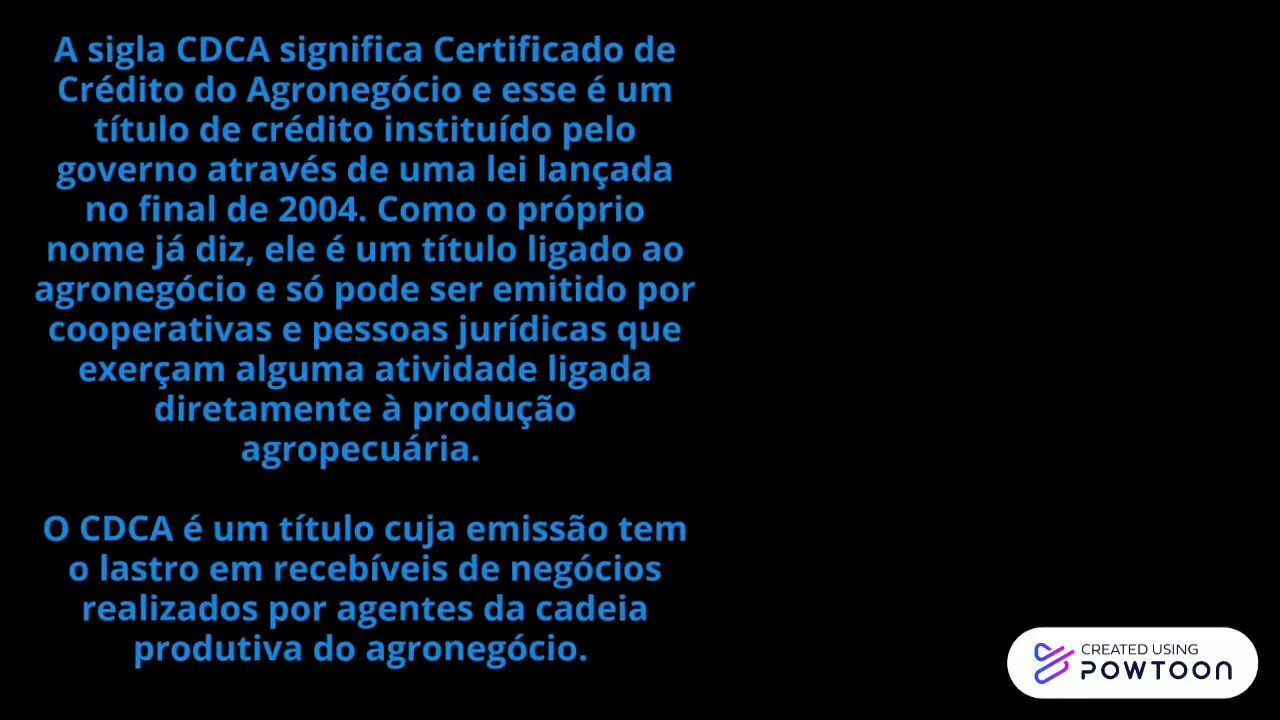 A sigla CDCA significa Certificado de
Crédito do Agronegócio e esse é um
título de crédito instituído pelo
governo através de uma lei lançada
no final de 2004. Como o próprio
nome já diz, ele é um título ligado ao
agronegócio e só pode ser emitido por
cooperativas e pessoas jurídicas que
exerçam alguma atividade ligada
diretamente à produção
agropecuária.
O CDCA é um título cuja emissão tem
o lastro em recebíveis de negócios
realizados por agentes da cadeia
produtiva do agronegócio.
CREATED USING
POWTOON